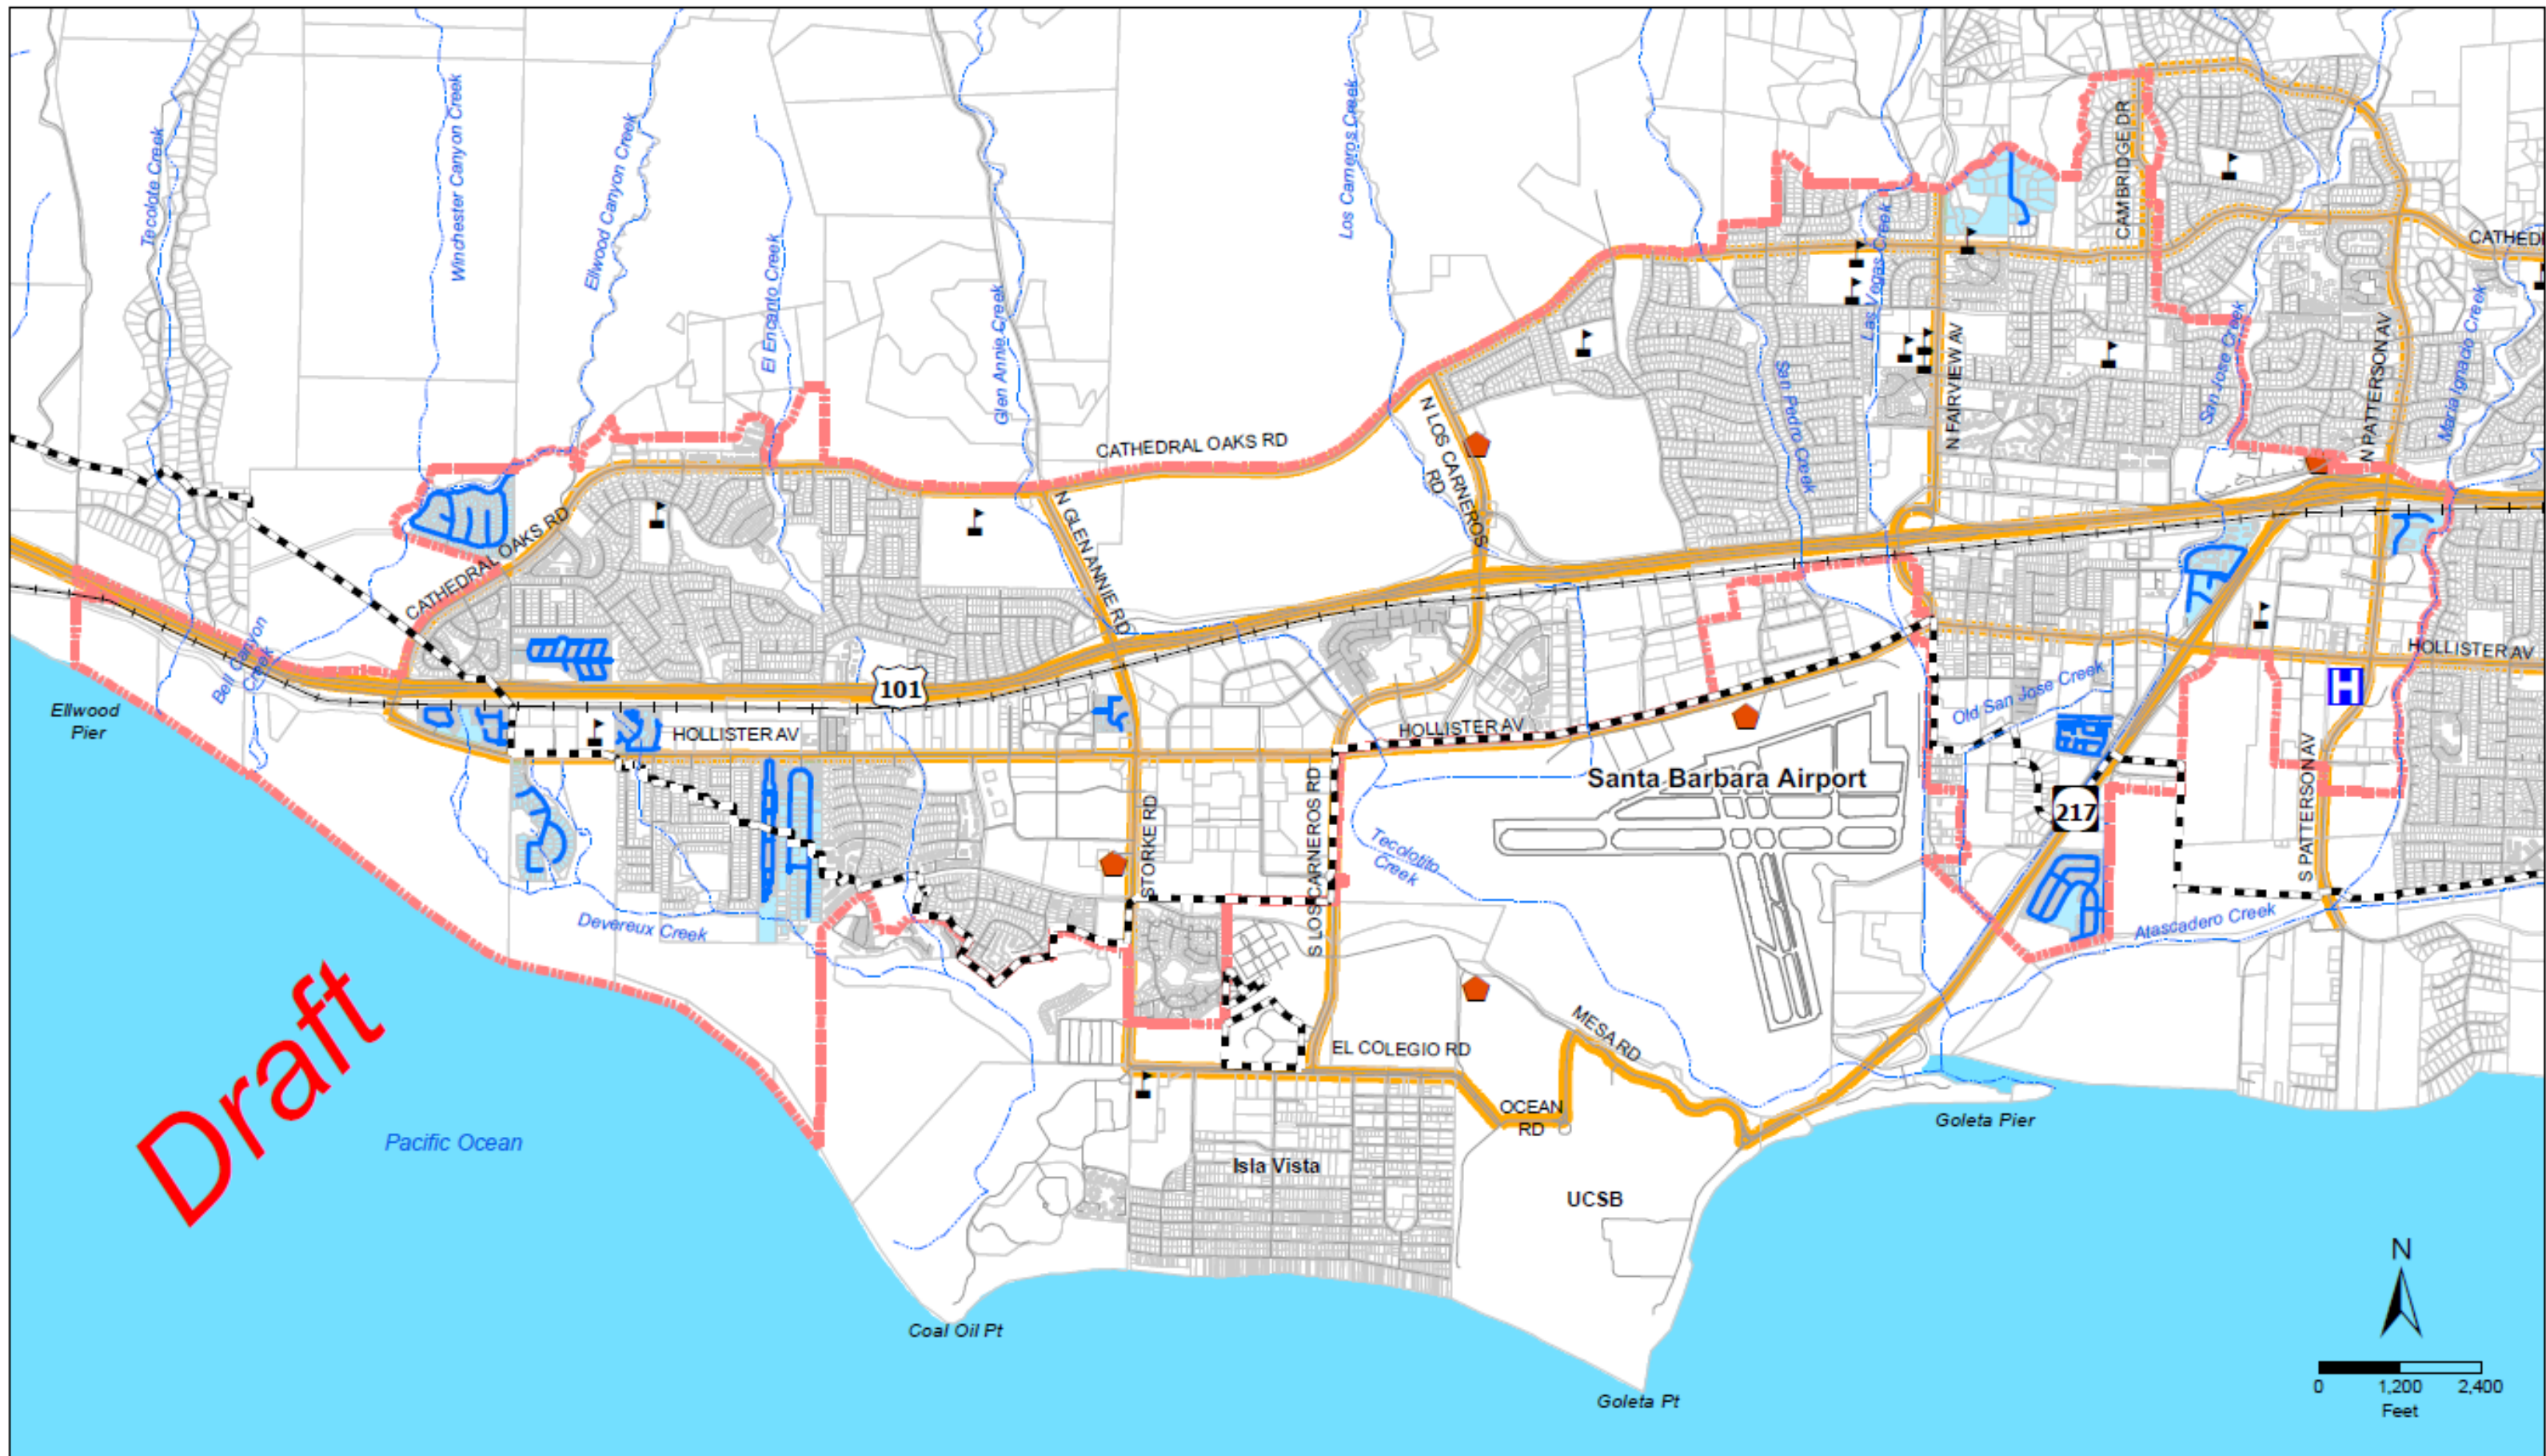 Tecolote Creek
Winchester Canyon Creek
Ellwood Canyon Creek
El Encanto Creek
Glen Annie Creek
Los Carneros Creek
Las Vegas Creek
San Pedro Creek
San Jose Creek
Maria Ignacio Creek
CAMBRIDGE DR
CATHED
N FAIRVIEW AV
N PATTERSON AV
CATHEDRAL OAKS RD
N LOS CARNEROS
RD
CATHEDRAL OAKS RD
N GLEN ANNIE RD
Bell Canyon
Creek
101
Ellwood
Pier
HOLLISTER AV
HOLLISTER AV
HOLLISTER AV
Old San Jose Creek
H
Santa Barbara Airport
217
STORKE RD
S LOS CARNEROS RD
Tecolotito
Creek
S PATTERSON AV
Devereux Creek
Atascadero Creek
Draft
MESA RD
EL COLEGIO RD
OCEAN
RD
Goleta Pier
Pacific Ocean
Isla Vista
UCSB
Coal Oil Pt
Goleta Pt
N
0 1,200 2,400
Feet